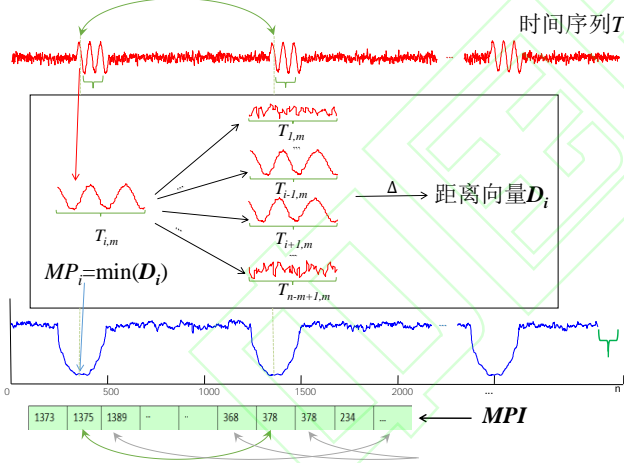 时间序列T
...
T1,m
...
...
Ti-1,m
Δ
距离向量Di
Ti,m
...
Ti+1,m
...
MPi=min(Di)
Tn-m+1,m
...
0 500 1000 1500 2000 ... n
1373 1375 1389 .. .. 368 378 378 234 ...
MPI